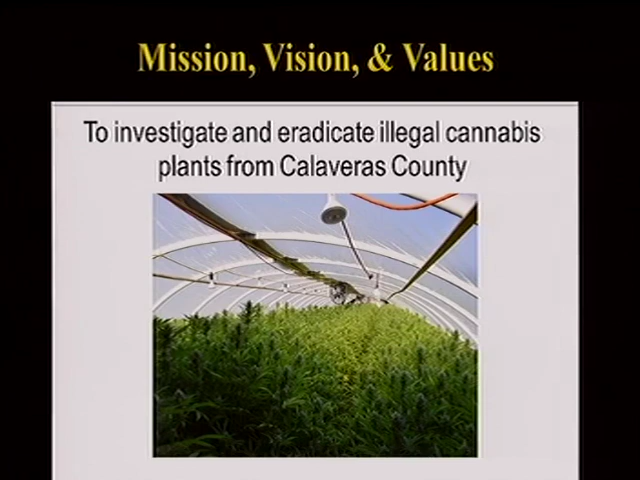 Mission, Vision, & Values
To investigate and eradicate illegal cannabis
plants from Calaveras County